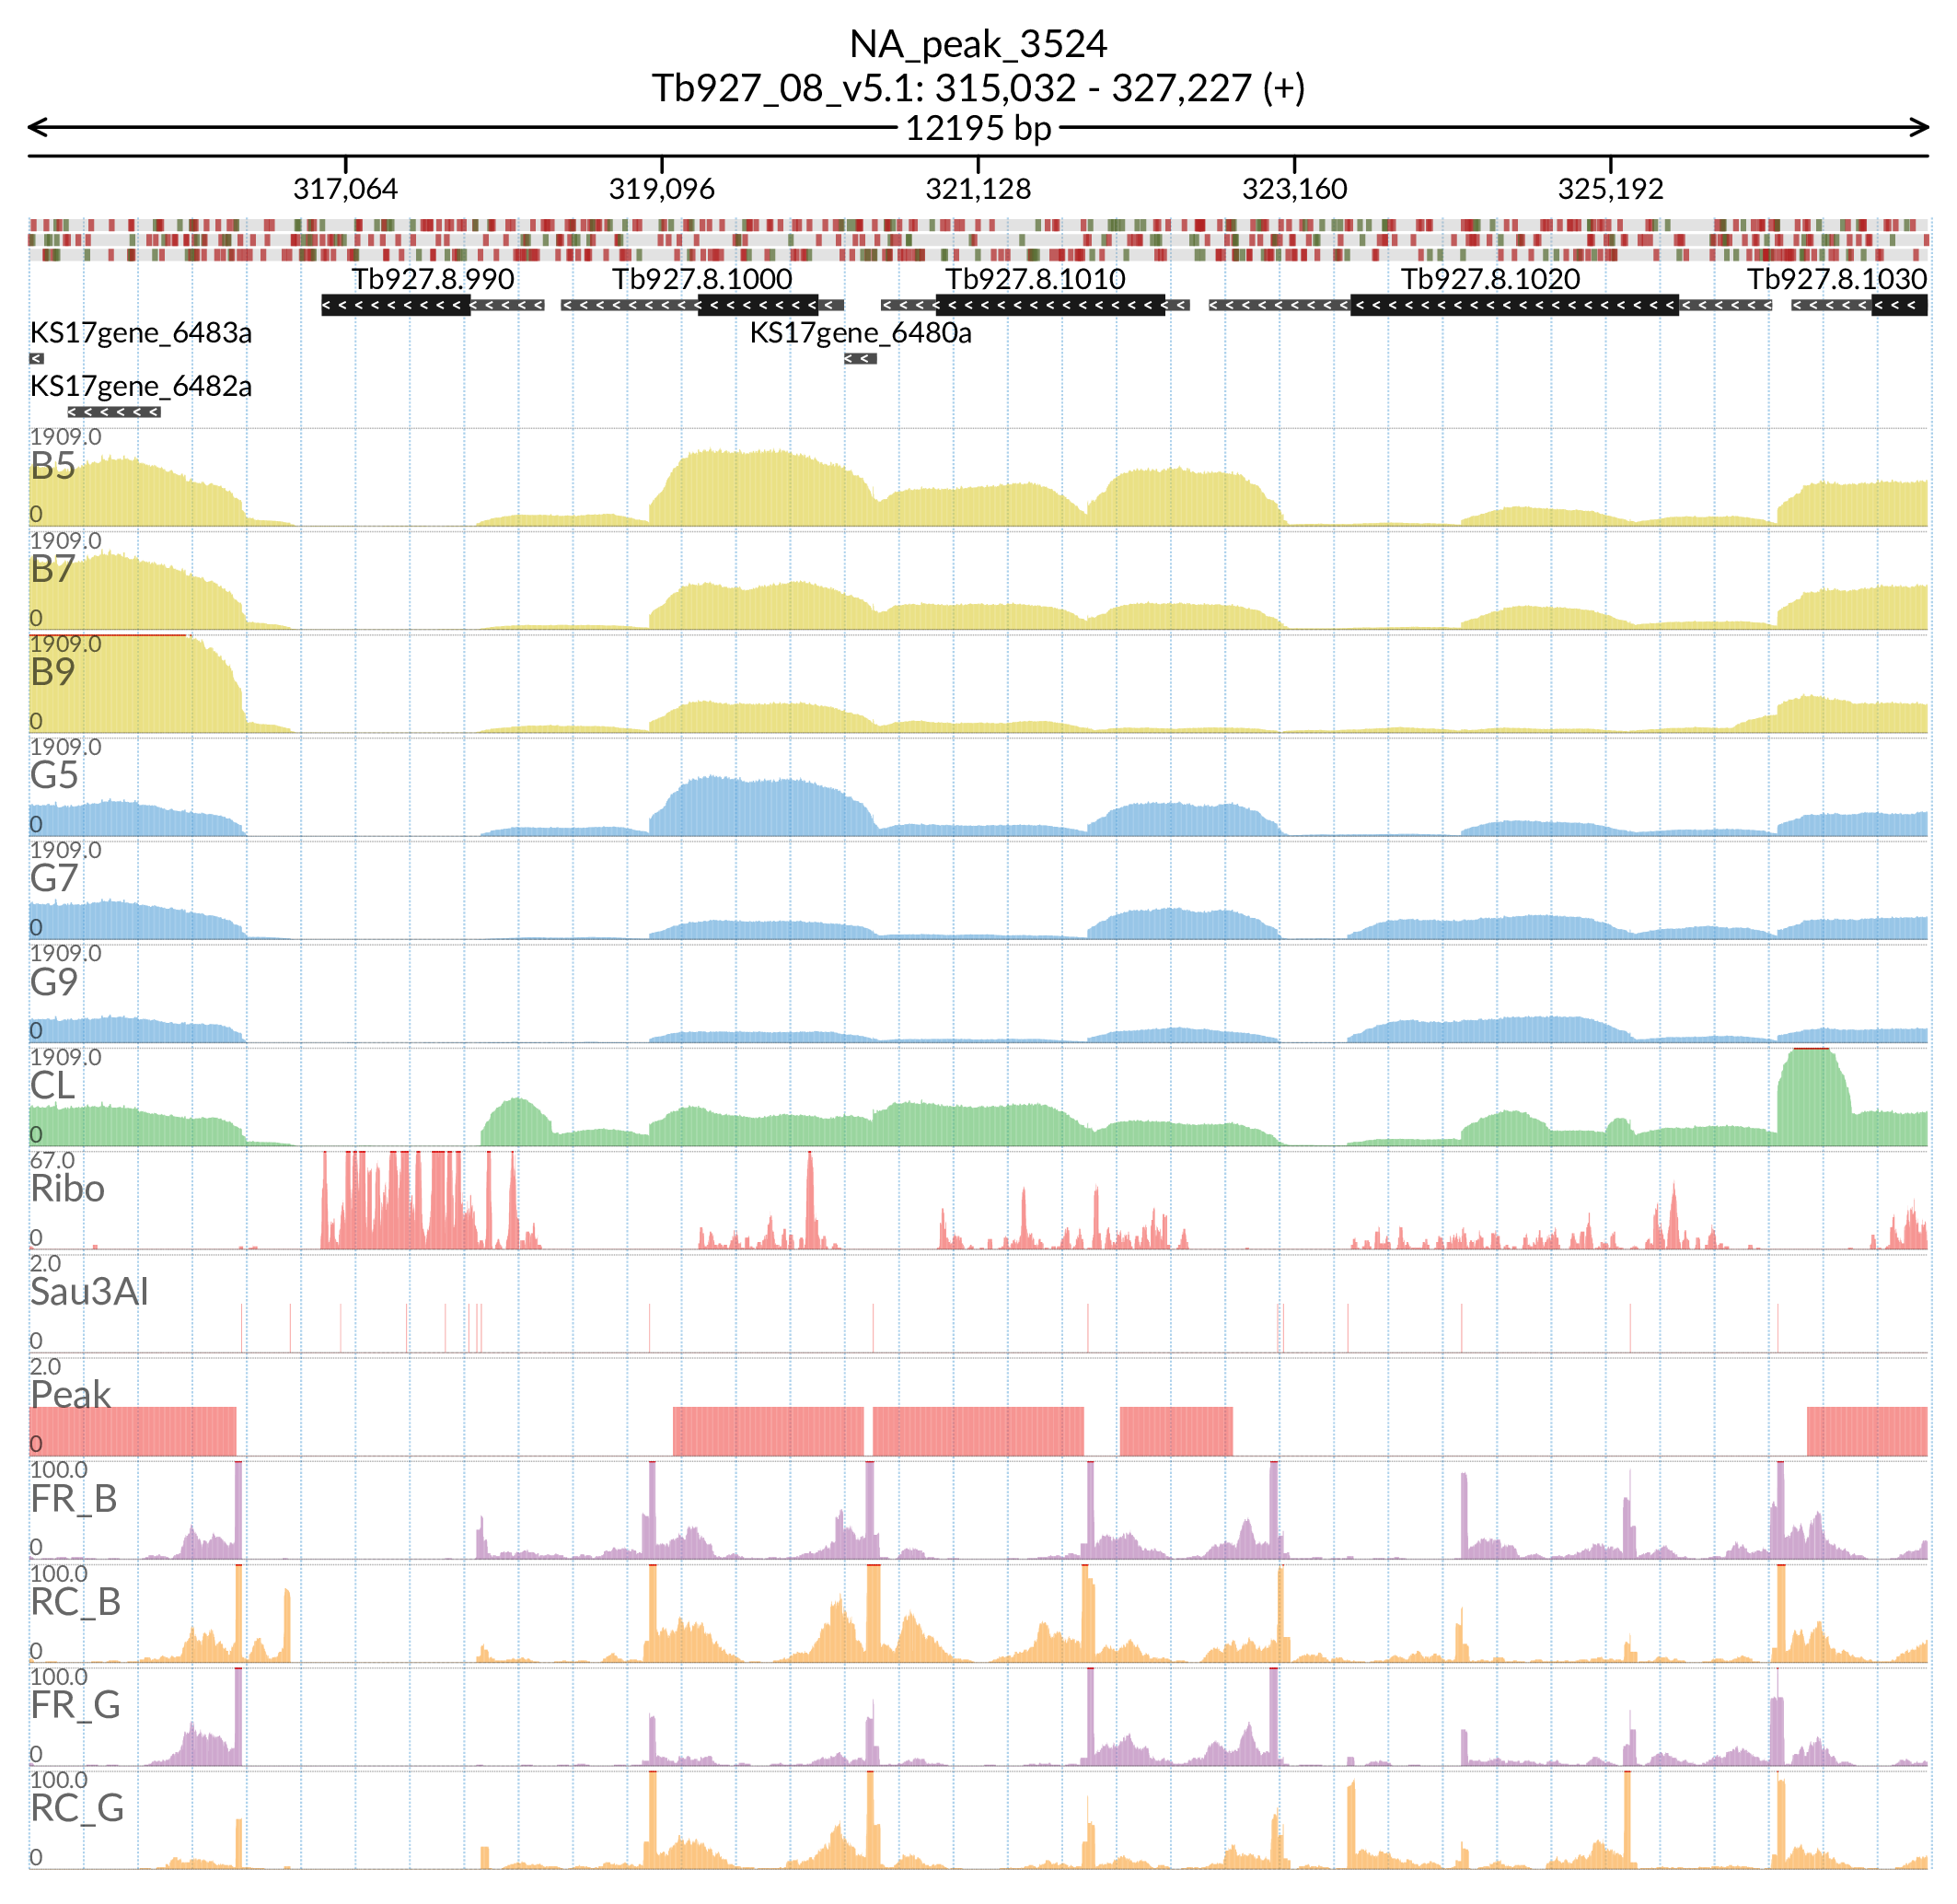 NA_peak_3524
Tb927_08_v5.1: 315,032 - 327,227 (+)
12195 bp
317,064 319,096 321,128 323,160 325,192
Tb927.8.990 Tb927.8.1000 Tb927.8.1010 Tb927.8.1020 Tb927.8.1030
KS17gene_6483a KS17gene_6480a
KS17gene_6482a
1909.0
B5
0
1909.0
B7
0
1909.0
B9
0
1909.0
G5
0
1909.0
G7
0
1909.0
G9
0
1909.0
CL
0
67.0
Ribo
0
2.0
Sau3AI
0
2.0
Peak
0
100.0
FR_B
0
100.0
RC_B
0
100.0
FR_G
0
100.0
RC_G
0